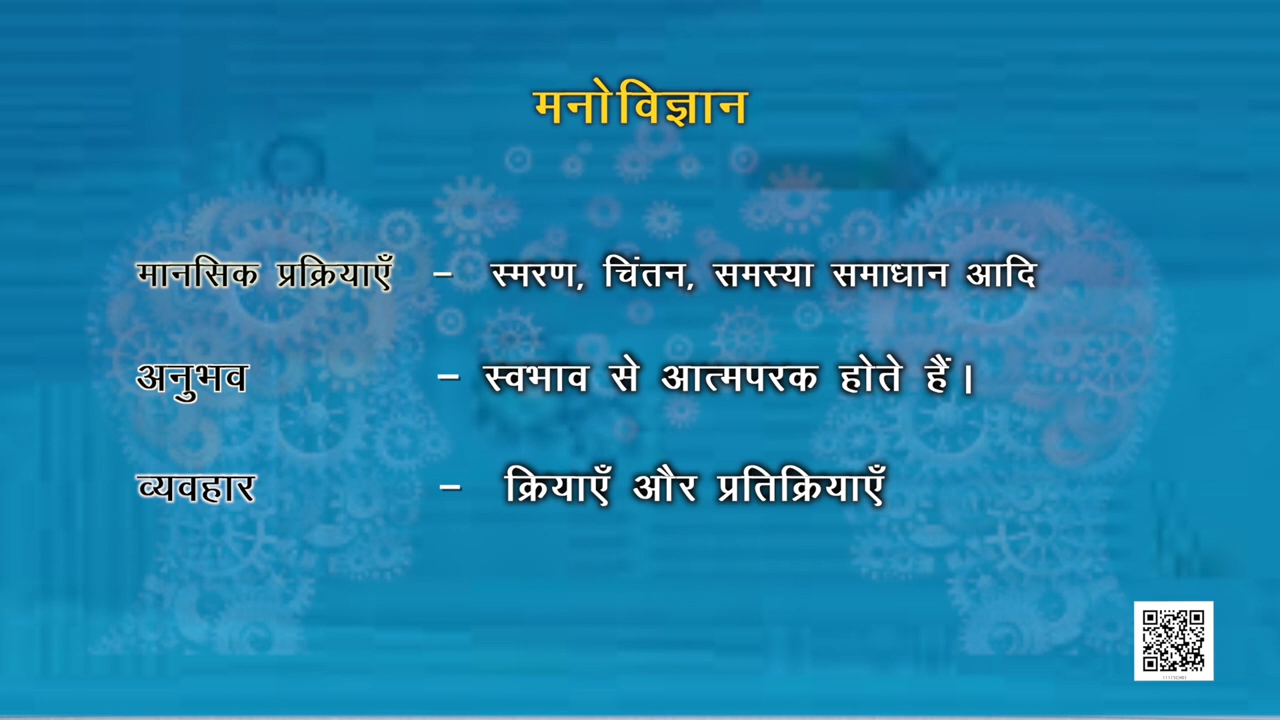 मनोविज्ञान
मानसिक प्रक्रियाएँ – स्मरण, चिंतन, समस्या समाधान आदि
अनुभव – स्वभाव से आत्मपरक होते हैं।
व्यवहार – क्रियाएँ और प्रतिक्रियाएँ